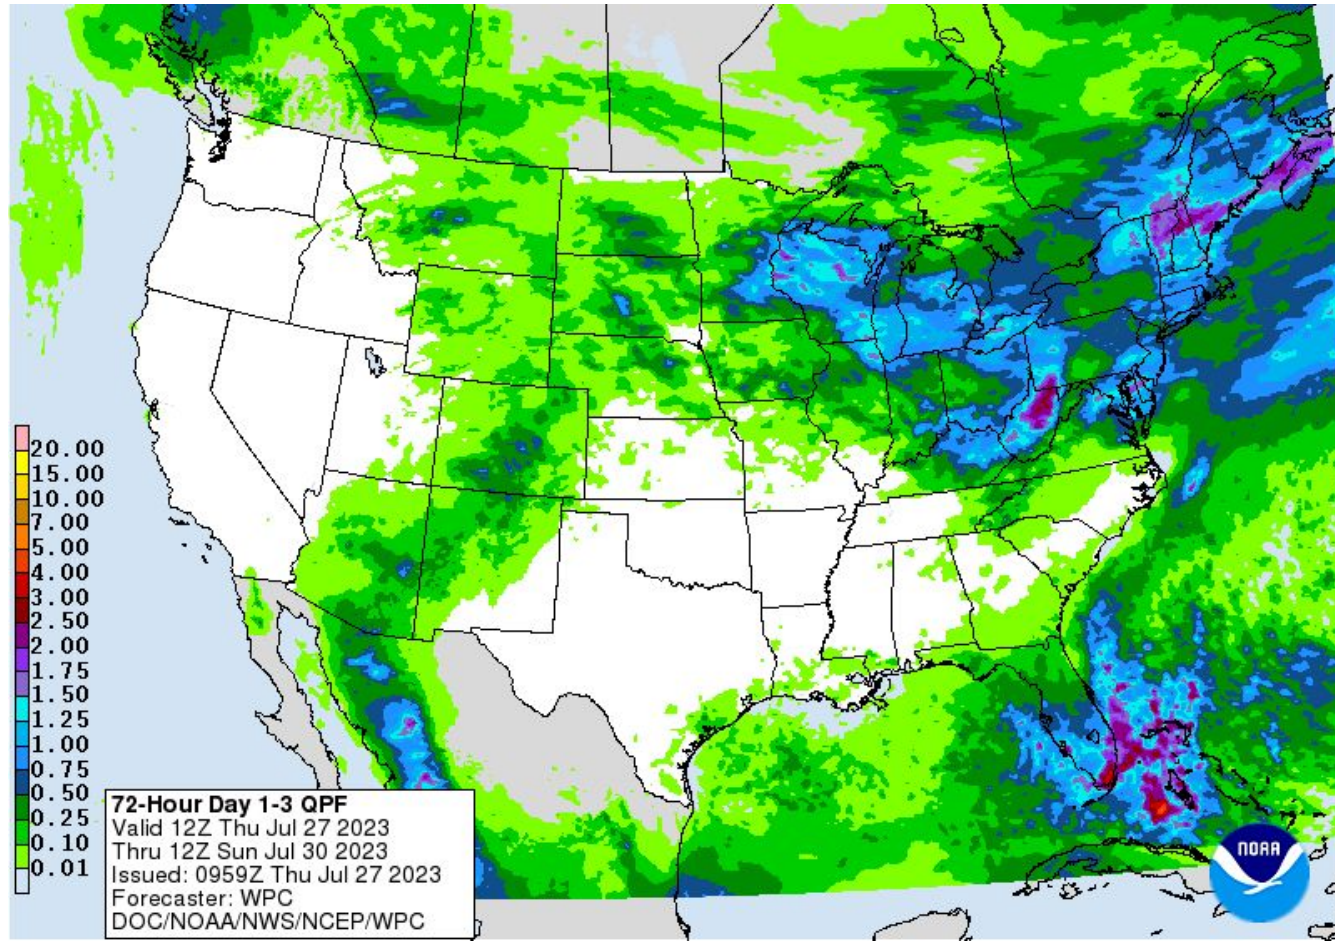 20.00
15.00
10.00
7.00
5.00
4.00
3.00
2.50
2.00
1.75
1.50
1.25
1.00
0.75
0.50
0.25
0.10
0.01
72-Hour Day 1-3 QPF
Valid 12Z Thu Jul 27 2023
Thru 12Z Sun Jul 30 2023
Issued: 0959Z Thu Jul 27 2023
Forecaster: WPC
DOC/NOAA/NWS/NCEP/WPC
NOAA